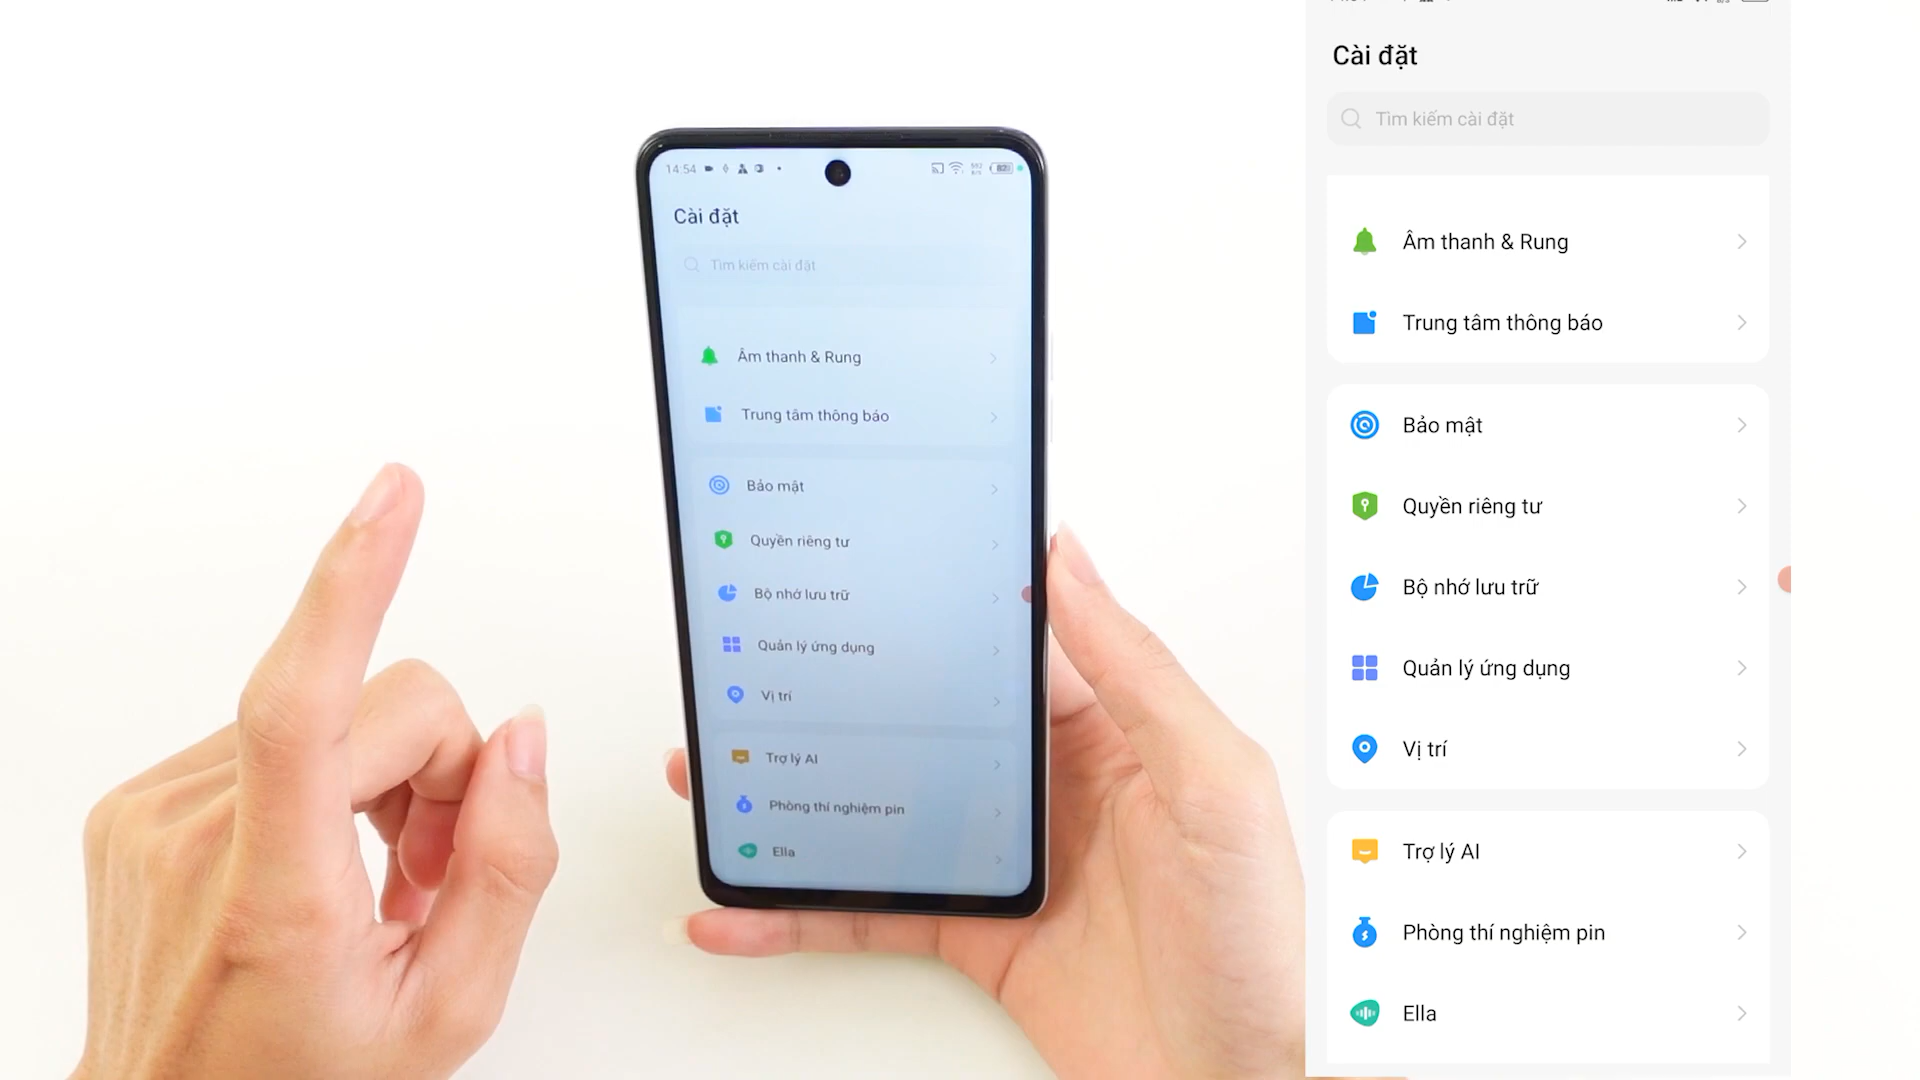 14:54
Cài đặt
Tìm kiếm cài đặt
Âm thanh & Rung
Trung tâm thông báo
Bảo mật
Quyền riêng tư
Bộ nhớ lưu trữ
Quản lý ứng dụng
Vị trí
Trợ lý AI
Phòng thí nghiệm pin
Ella
Cài đặt
Tìm kiếm cài đặt
Âm thanh & Rung
Trung tâm thông báo
Bảo mật
Quyền riêng tư
Bộ nhớ lưu trữ
Quản lý ứng dụng
Vị trí
Trợ lý AI
Phòng thí nghiệm pin
Ella